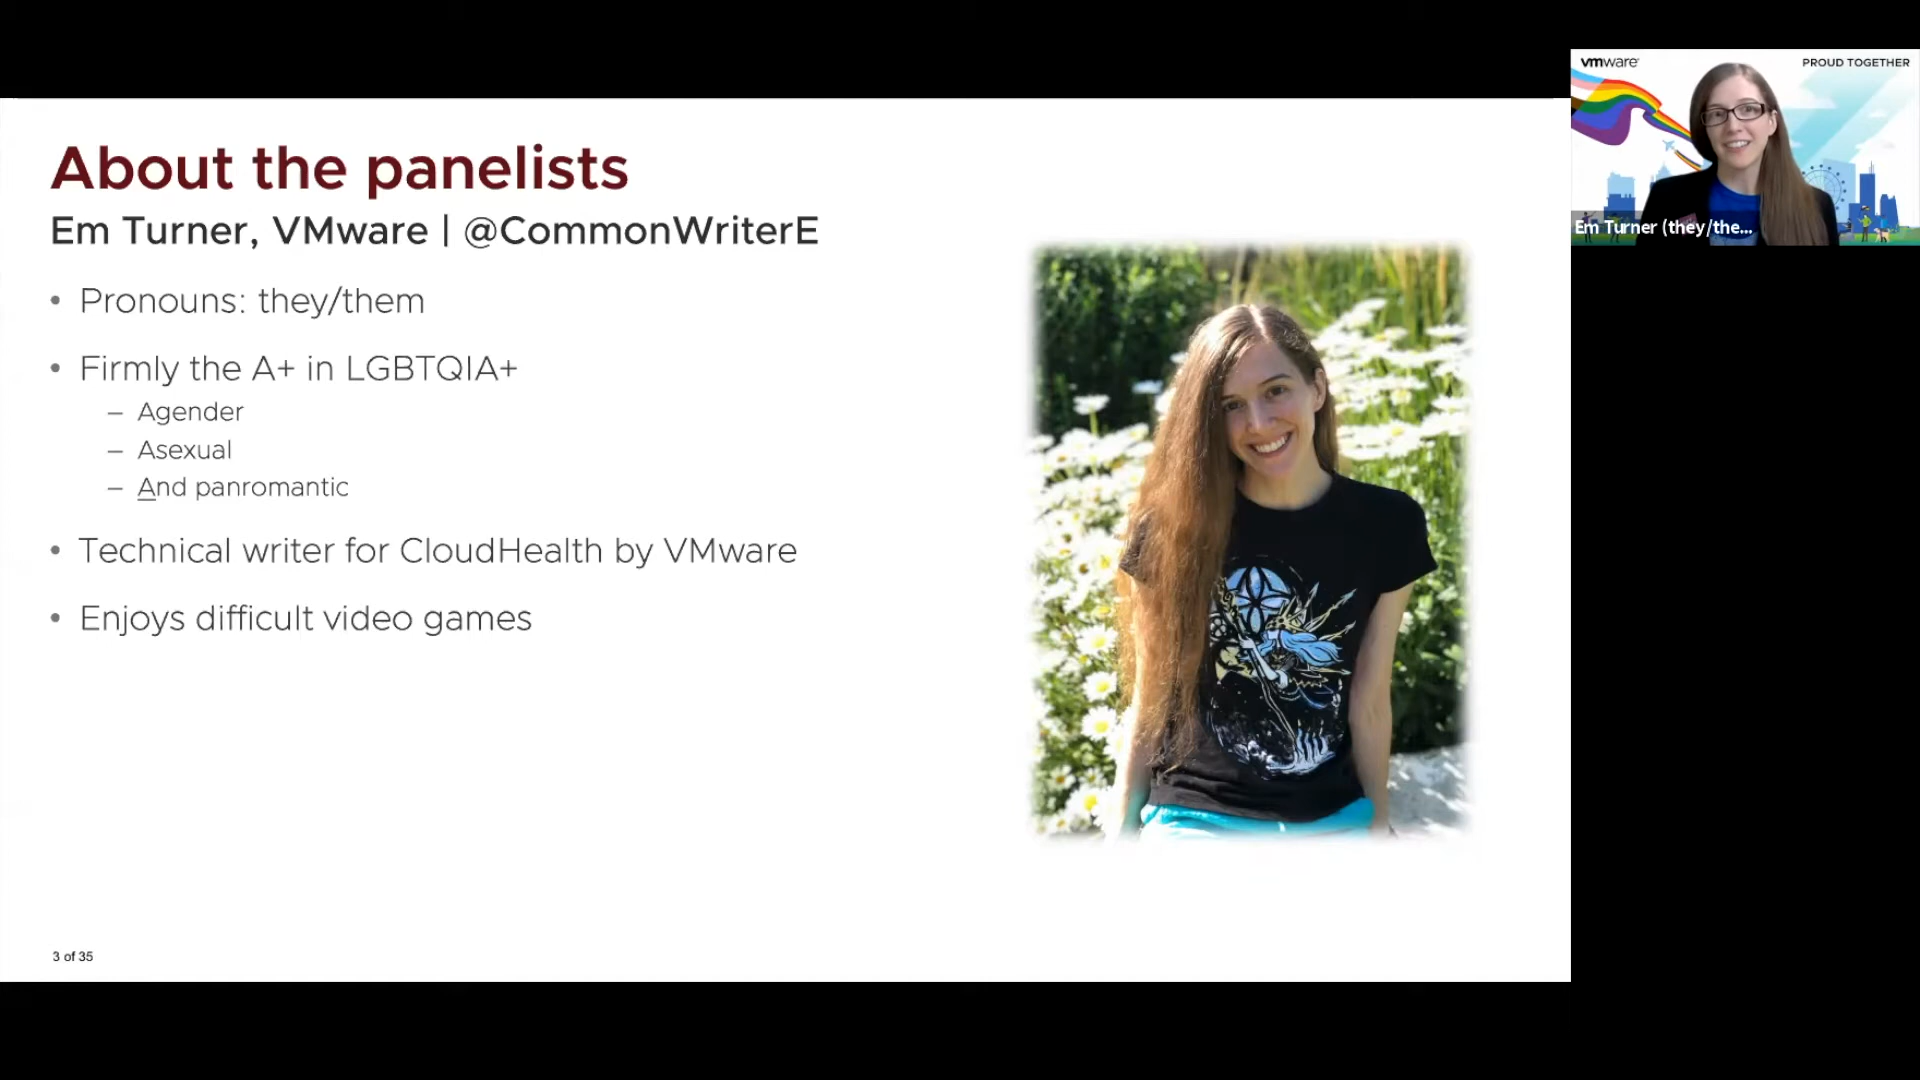 About the panelists
Em Turner, VMware | @CommonWriterE
• Pronouns: they/them
• Firmly the A+ in LGBTQIA+
– Agender
– Asexual
– And panromantic
• Technical writer for CloudHealth by VMware
• Enjoys difficult video games
3 of 35
vmware
PROUD TOGETHER
Em Turner (they/the...